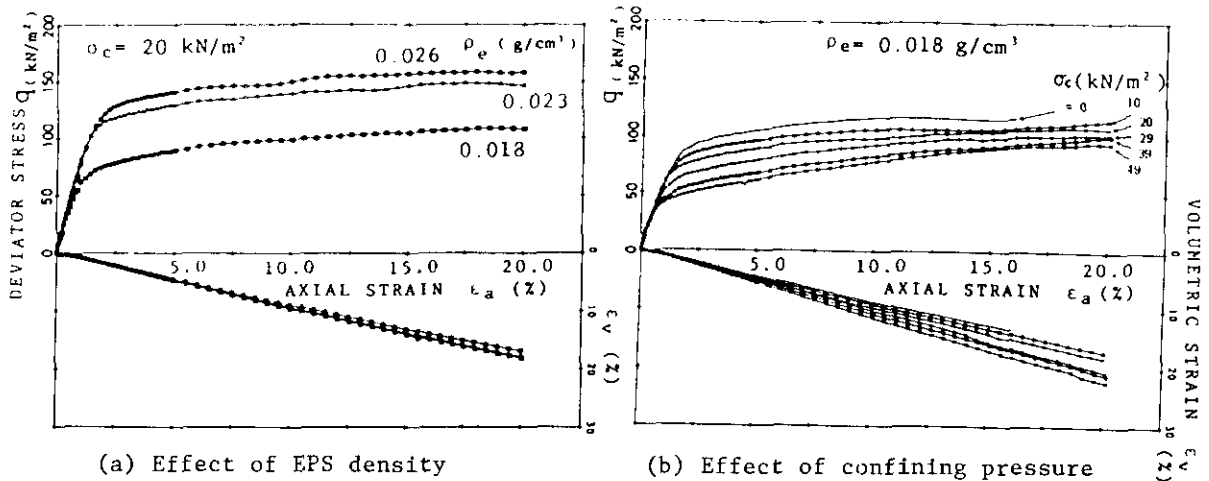 200
150
100
50
0
DEVIATOR STRESS q (kN/m²)
σc= 20 kN/m²
ρe (g/cm³)
0.026
0.023
0.018
5.0 10.0 15.0 20.0
AXIAL STRAIN εa (%)
0
10
20
30
εv (%)
(a) Effect of EPS density
200
150
100
50
0
q (kN/m²)
ρe= 0.018 g/cm³
σc(kN/m²)
= 0
10
20
29
39
49
5.0 10.0 15.0 20.0
AXIAL STRAIN εa (%)
0
10
20
30
VOLUMETRIC STRAIN εv (%)
(b) Effect of confining pressure